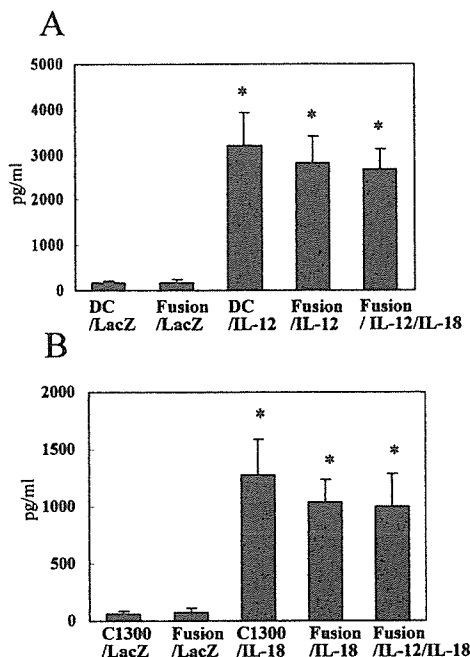 A
5000
4000
3000
2000
1000
0
pg/ml
* * *
DC Fusion DC Fusion Fusion
/LacZ /LacZ /IL-12 /IL-12 / IL-12/IL-18
B
2000
1500
1000
500
0
pg/ml
* * *
C1300 Fusion C1300 Fusion Fusion
/LacZ /LacZ /IL-18 /IL-18 /IL-12/IL-18